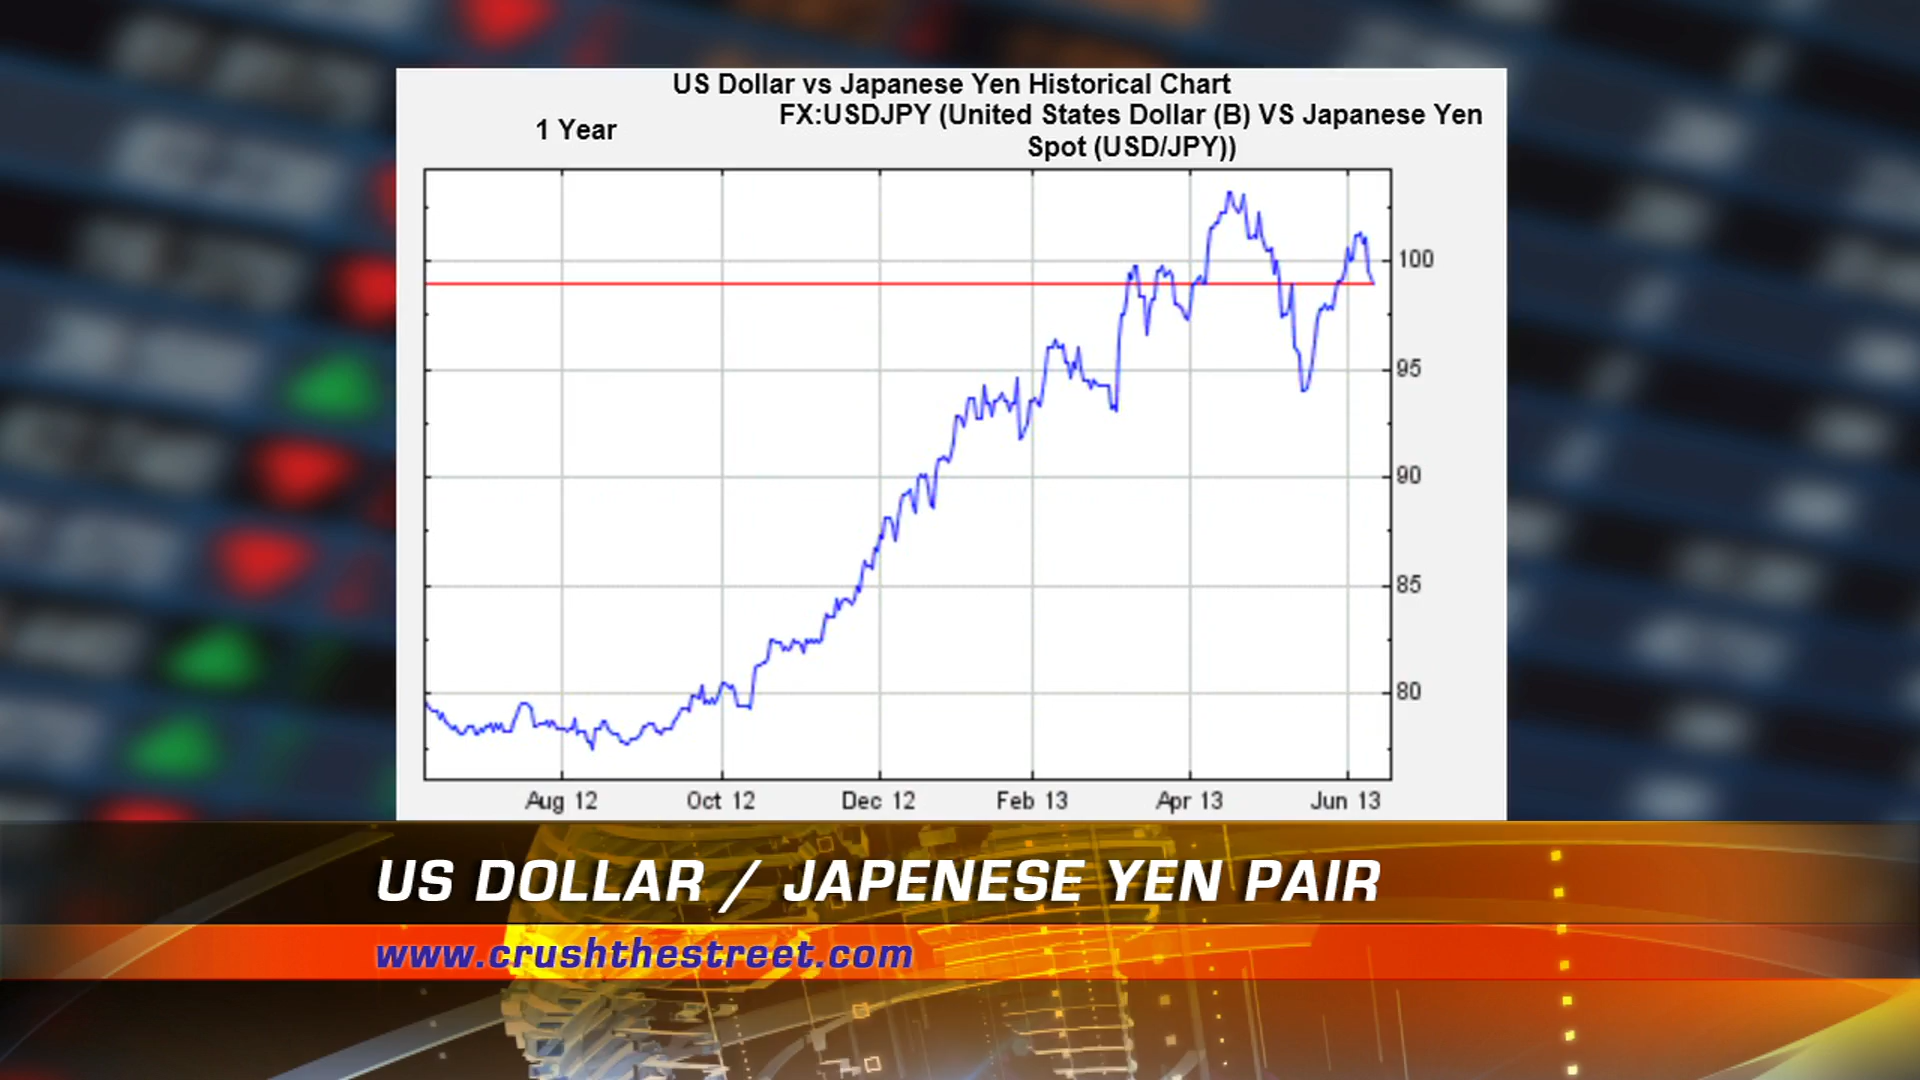 US Dollar vs Japanese Yen Historical Chart
1 Year
FX:USDJPY (United States Dollar (B) VS Japanese Yen
Spot (USD/JPY))
100
95
90
85
80
Aug 12 Oct 12 Dec 12 Feb 13 Apr 13 Jun 13
US DOLLAR / JAPENESE YEN PAIR
www.crushthestreet.com